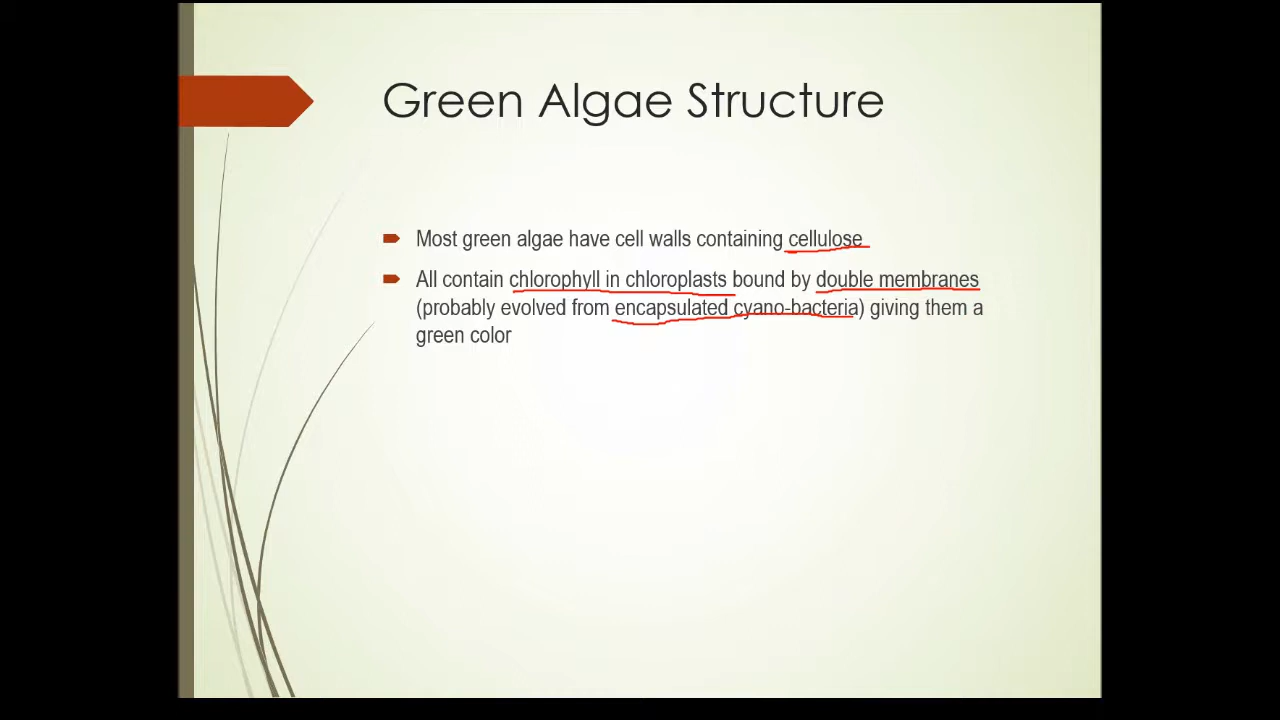 Green Algae Structure
Most green algae have cell walls containing cellulose
All contain chlorophyll in chloroplasts bound by double membranes
(probably evolved from encapsulated cyano-bacteria) giving them a
green color